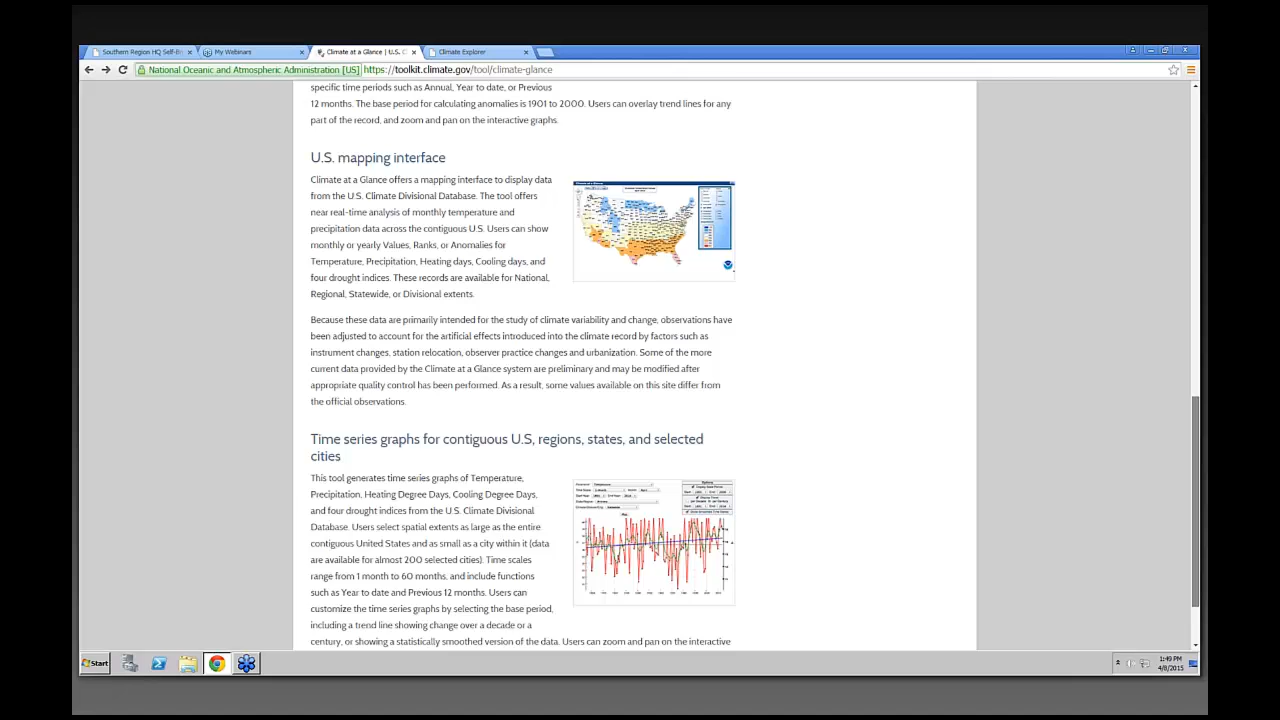 Southern Region HQ Self-Br
My Webinars
Climate at a Glance | U.S. C
Climate Explorer
National Oceanic and Atmospheric Administration [US]
https://toolkit.climate.gov/tool/climate-glance
specific time periods such as Annual, Year to date, or Previous
12 months. The base period for calculating anomalies is 1901 to 2000. Users can overlay trend lines for any
part of the record, and zoom and pan on the interactive graphs.
U.S. mapping interface
Climate at a Glance offers a mapping interface to display data
from the U.S. Climate Divisional Database. The tool offers
near real-time analysis of monthly temperature and
precipitation data across the contiguous U.S. Users can show
monthly or yearly Values, Ranks, or Anomalies for
Temperature, Precipitation, Heating days, Cooling days, and
four drought indices. These records are available for National,
Regional, Statewide, or Divisional extents.
Because these data are primarily intended for the study of climate variability and change, observations have
been adjusted to account for the artificial effects introduced into the climate record by factors such as
instrument changes, station relocation, observer practice changes and urbanization. Some of the more
current data provided by the Climate at a Glance system are preliminary and may be modified after
appropriate quality control has been performed. As a result, some values available on this site differ from
the official observations.
Time series graphs for contiguous U.S, regions, states, and selected
cities
This tool generates time series graphs of Temperature,
Precipitation, Heating Degree Days, Cooling Degree Days,
and four drought indices from the U.S. Climate Divisional
Database. Users select spatial extents as large as the entire
contiguous United States and as small as a city within it (data
are available for almost 200 selected cities). Time scales
range from 1 month to 60 months, and include functions
such as Year to date and Previous 12 months. Users can
customize the time series graphs by selecting the base period,
including a trend line showing change over a decade or a
century, or showing a statistically smoothed version of the data. Users can zoom and pan on the interactive
Start
1:49 PM
4/8/2015